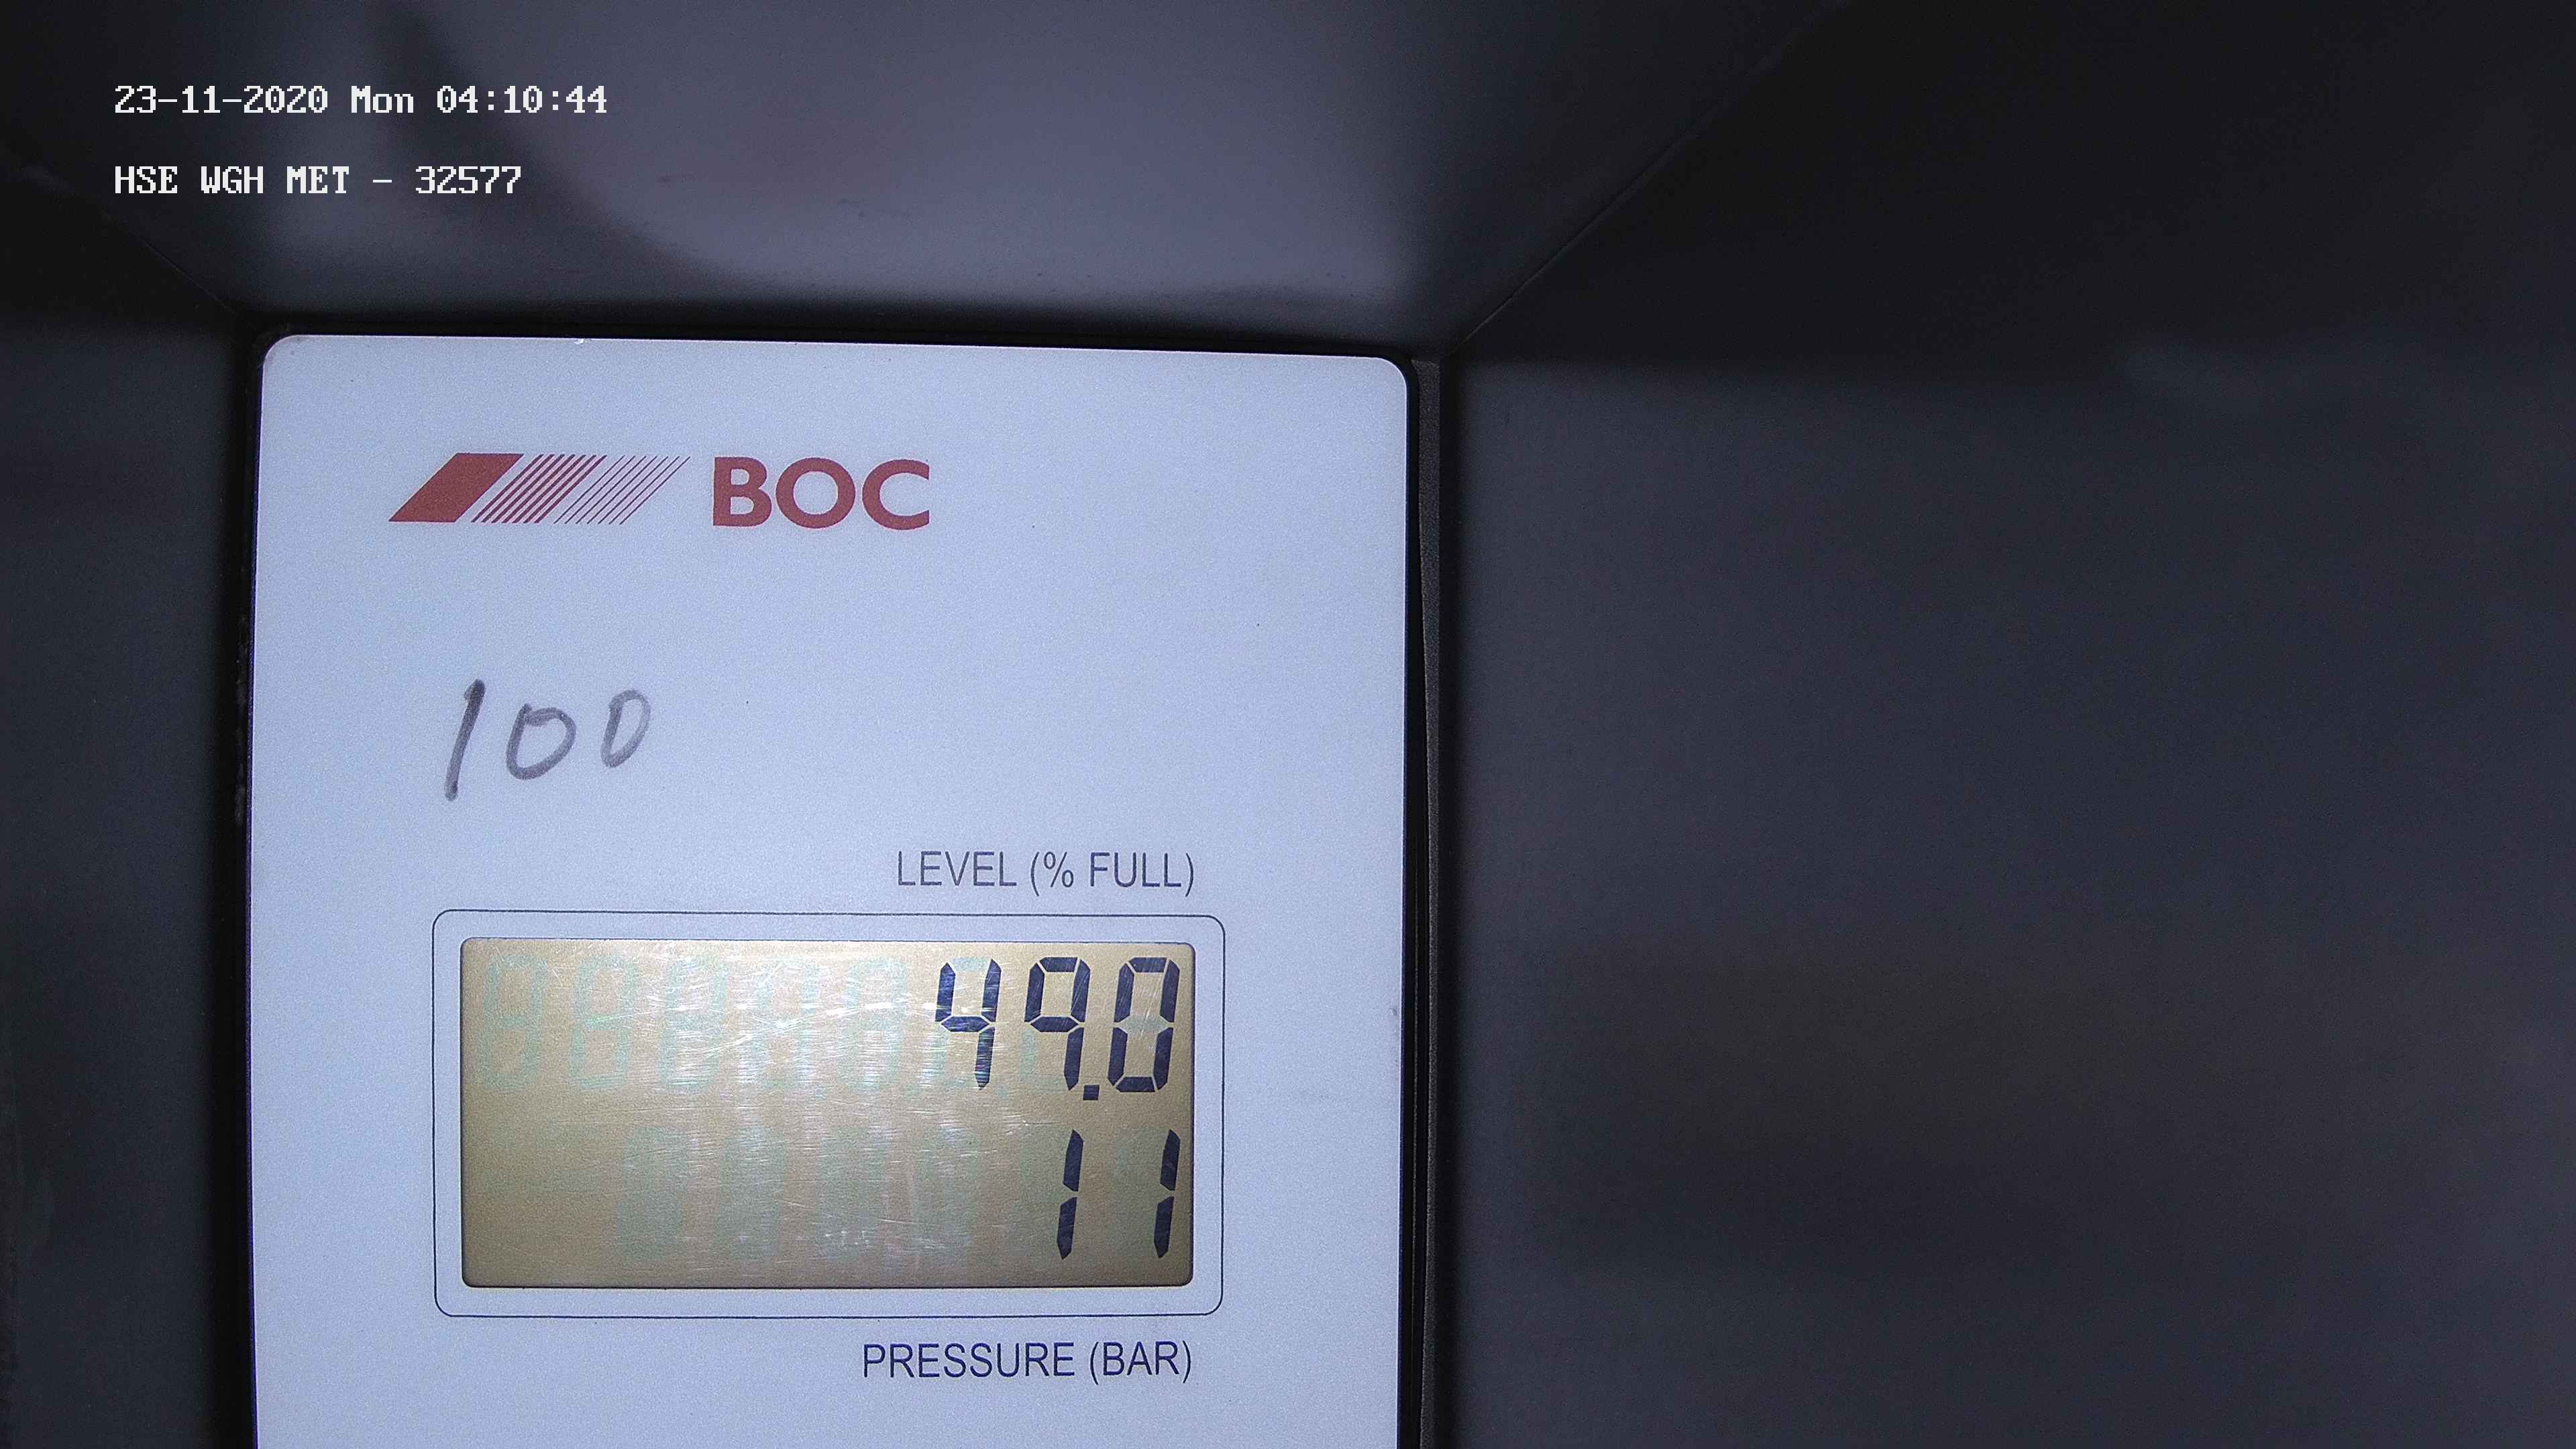 23-11-2020 Mon 04:10:44
HSE WGH MET - 32577
BOC
100
LEVEL (% FULL)
49.0
11
PRESSURE (BAR)